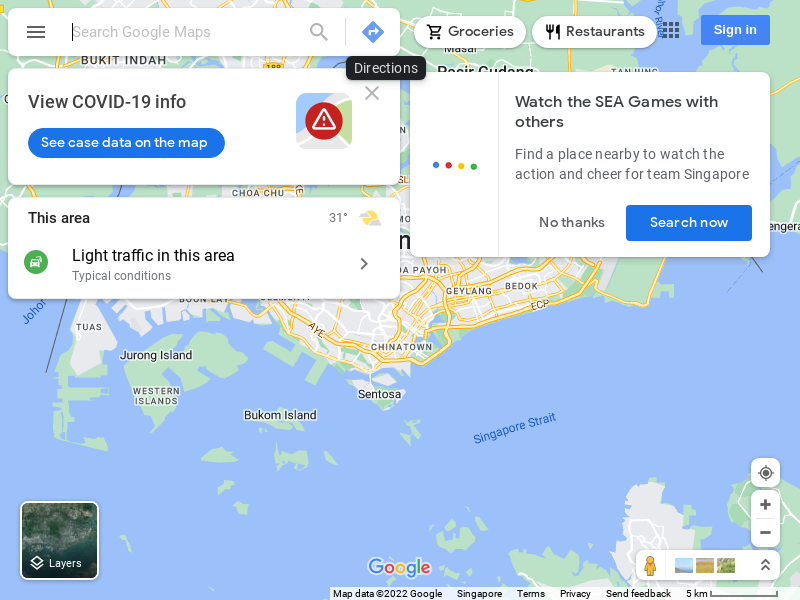 Search Google Maps
Groceries
Restaurants
Sign in
Masai
BUKIT INDAH
188
Pasir Gudang
TANJUNG
Directions
View COVID-19 info
See case data on the map
Watch the SEA Games with
others
Find a place nearby to watch the
action and cheer for team Singapore
No thanks
Search now
CHOA CHU
This area
31°
Light traffic in this area
Typical conditions
OA PAYOH
GEYLANG
BEDOK
ECP
BOON LAY
Johor
TUAS
AYE
CHINATOWN
Jurong Island
WESTERN
ISLANDS
Sentosa
Bukom Island
Singapore Strait
Layers
Google
Map data ©2022 Google
Singapore
Terms
Privacy
Send feedback
5 km